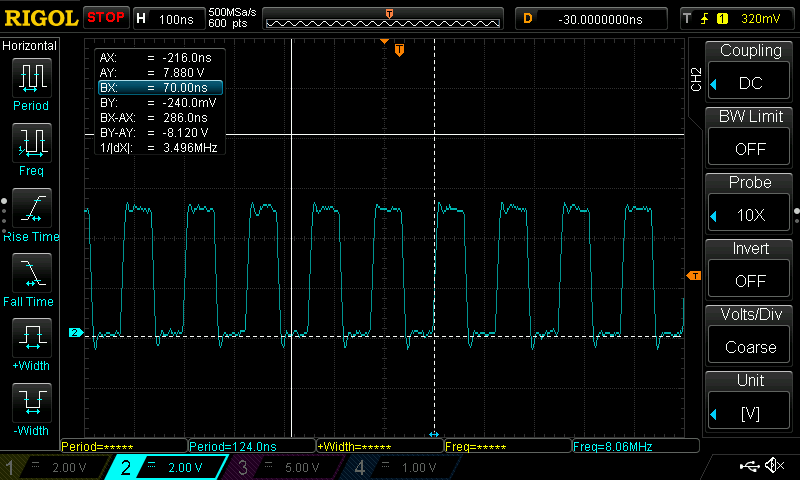 RIGOL STOP H 100ns 500MSa/s 600 pts T D -30.0000000ns T 1 320mV
Horizontal
Period
Freq
Rise Time
Fall Time
+Width
-Width
T
AX: = -216.0ns
AY: = 7.880 V
BX: = 70.00ns
BY: = -240.0mV
BX-AX: = 286.0ns
BY-AY: = -8.120 V
1/|dX|: = 3.496MHz
T
2
CH2
Coupling
DC
BW Limit
OFF
Probe
10X
Invert
OFF
Volts/Div
Coarse
Unit
[V]
Period=***** Period=124.0ns +Width=***** Freq=***** Freq=8.06MHz
1 = 2.00 V 2 = 2.00 V 3 = 5.00 V 4 = 1.00 V